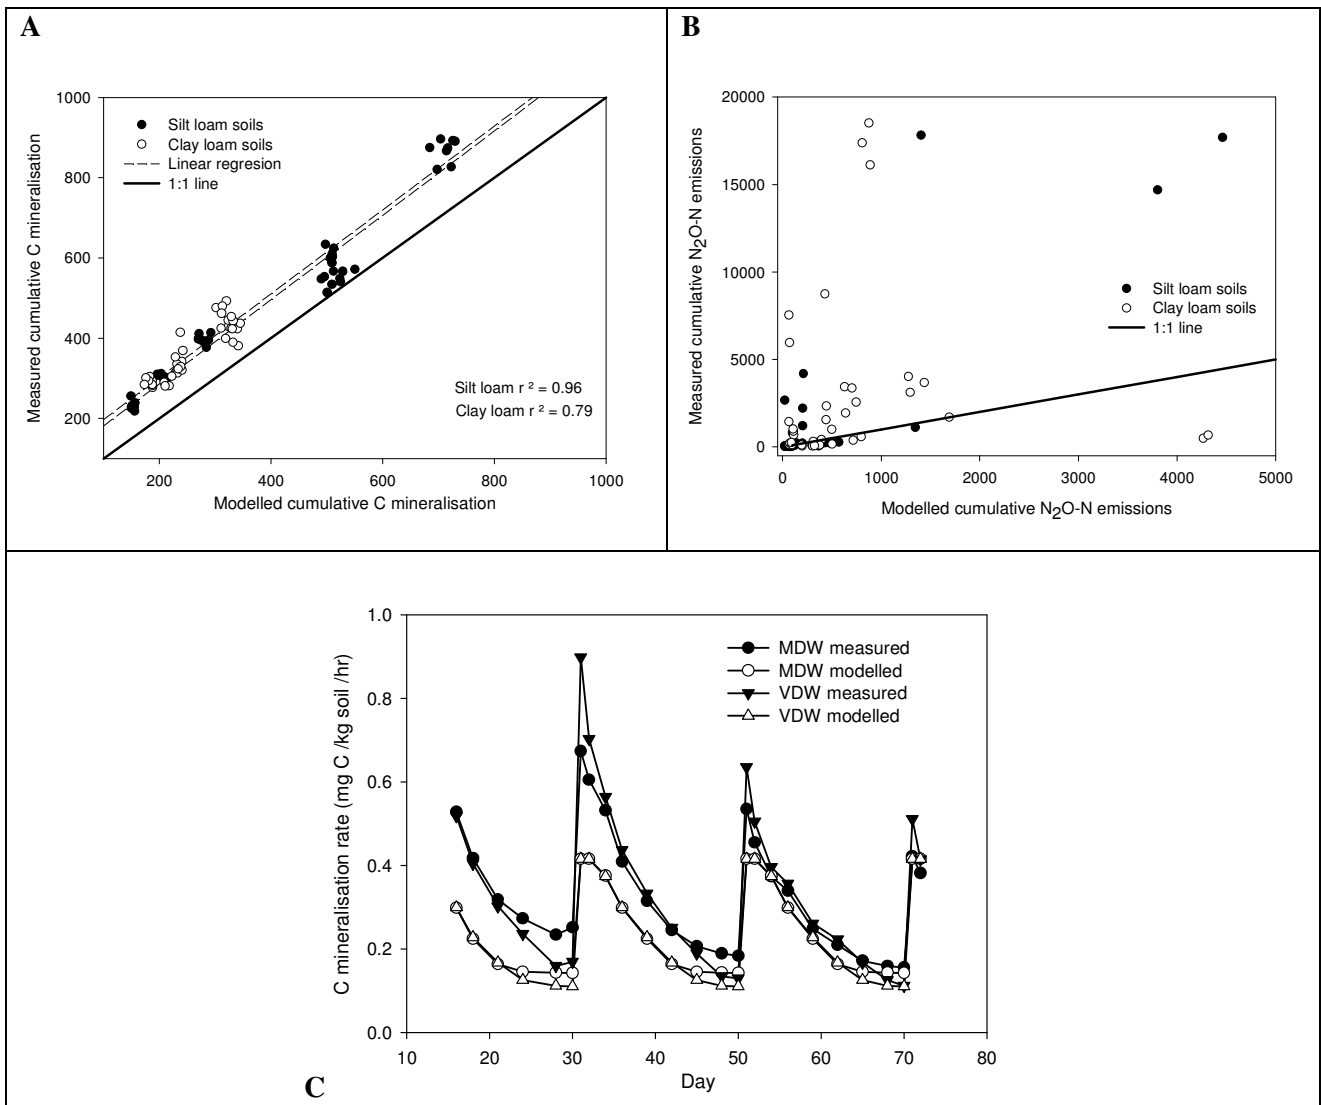 A
1000
800
600
400
200
Measured cumulative C mineralisation
Silt loam soils
Clay loam soils
Linear regresion
1:1 line
Silt loam r ² = 0.96
Clay loam r ² = 0.79
200 400 600 800 1000
Modelled cumulative C mineralisation
B
20000
15000
10000
5000
0
Measured cumulative N2O-N emissions
Silt loam soils
Clay loam soils
1:1 line
0 1000 2000 3000 4000 5000
Modelled cumulative N2O-N emissions
1.0
0.8
0.6
0.4
0.2
0.0
C mineralisation rate (mg C /kg soil /hr)
MDW measured
MDW modelled
VDW measured
VDW modelled
10 20 30 40 50 60 70 80
Day
C